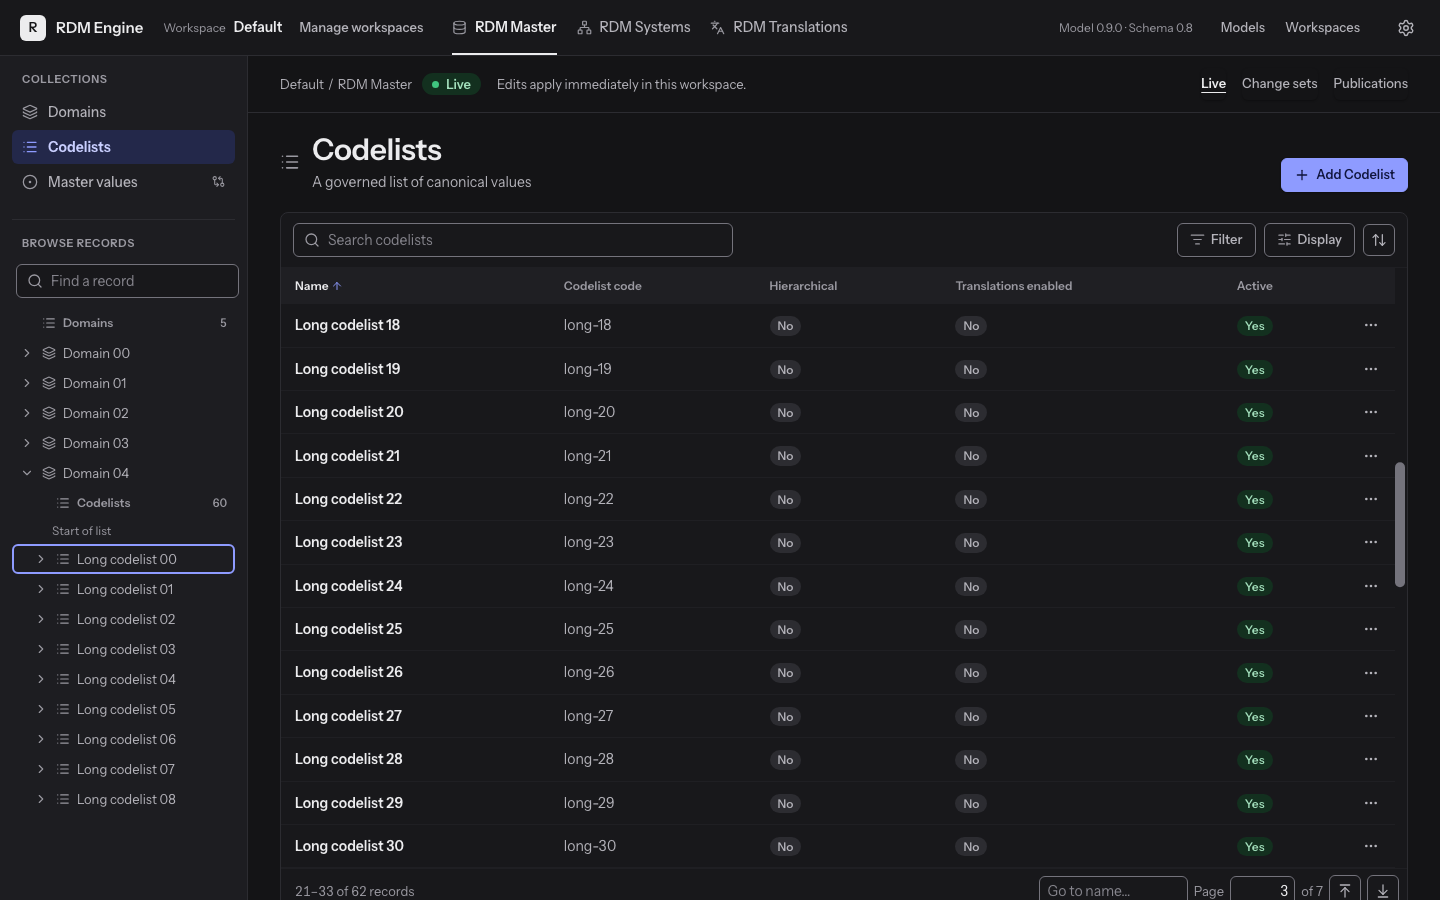 R RDM Engine Workspace Default Manage workspaces RDM Master RDM Systems RDM Translations Model 0.9.0 · Schema 0.8 Models Workspaces
COLLECTIONS
Domains
Codelists
Master values
BROWSE RECORDS
Find a record
Domains 5
Domain 00
Domain 01
Domain 02
Domain 03
Domain 04
Codelists 60
Start of list
Long codelist 00
Long codelist 01
Long codelist 02
Long codelist 03
Long codelist 04
Long codelist 05
Long codelist 06
Long codelist 07
Long codelist 08
Default / RDM Master Live Edits apply immediately in this workspace. Live Change sets Publications
Codelists
A governed list of canonical values
Add Codelist
Search codelists Filter Display
Name Codelist code Hierarchical Translations enabled Active
Long codelist 18 long-18 No No Yes
Long codelist 19 long-19 No No Yes
Long codelist 20 long-20 No No Yes
Long codelist 21 long-21 No No Yes
Long codelist 22 long-22 No No Yes
Long codelist 23 long-23 No No Yes
Long codelist 24 long-24 No No Yes
Long codelist 25 long-25 No No Yes
Long codelist 26 long-26 No No Yes
Long codelist 27 long-27 No No Yes
Long codelist 28 long-28 No No Yes
Long codelist 29 long-29 No No Yes
Long codelist 30 long-30 No No Yes
21–33 of 62 records Go to name... Page 3 of 7